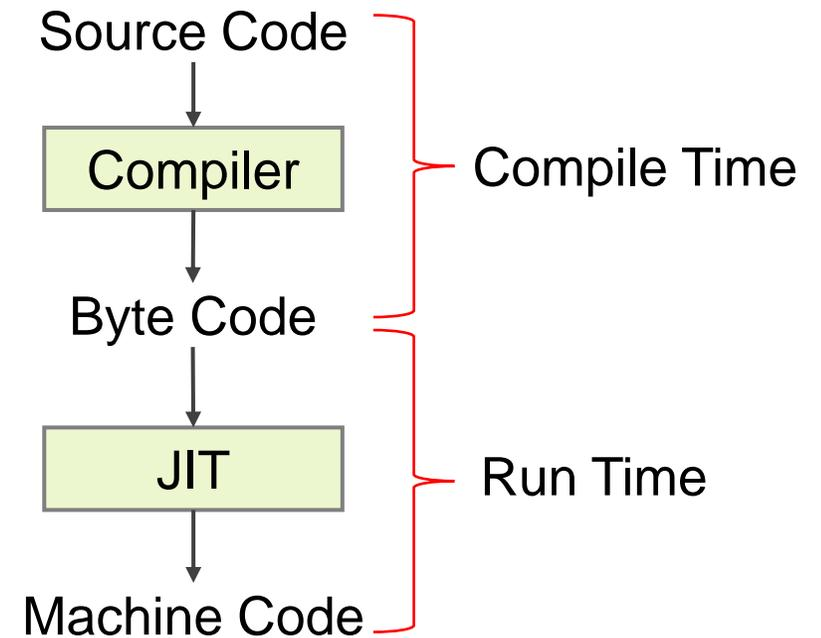 Source Code
Compiler
Compile Time
Byte Code
JIT
Run Time
Machine Code